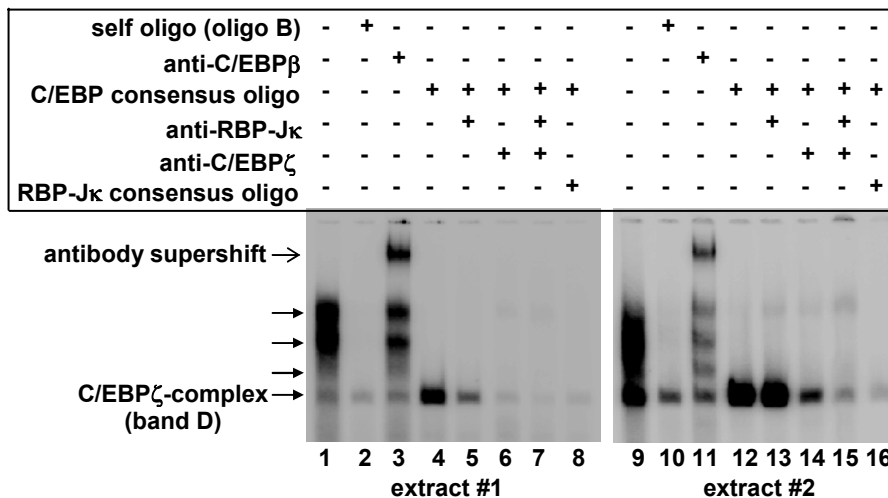 self oligo (oligo B) - + - - - - - - - + - - - - - -
anti-C/EBPβ - - + - - - - - - - + - - - - -
C/EBP consensus oligo - - - + + + + + - - - + + + + +
anti-RBP-Jκ - - - - + - + - - - - - + - + -
anti-C/EBPζ - - - - - + + - - - - - - + + -
RBP-Jκ consensus oligo - - - - - - - + - - - - - - - +
antibody supershift
C/EBPζ-complex
(band D)
1 2 3 4 5 6 7 8 9 10 11 12 13 14 15 16
extract #1 extract #2